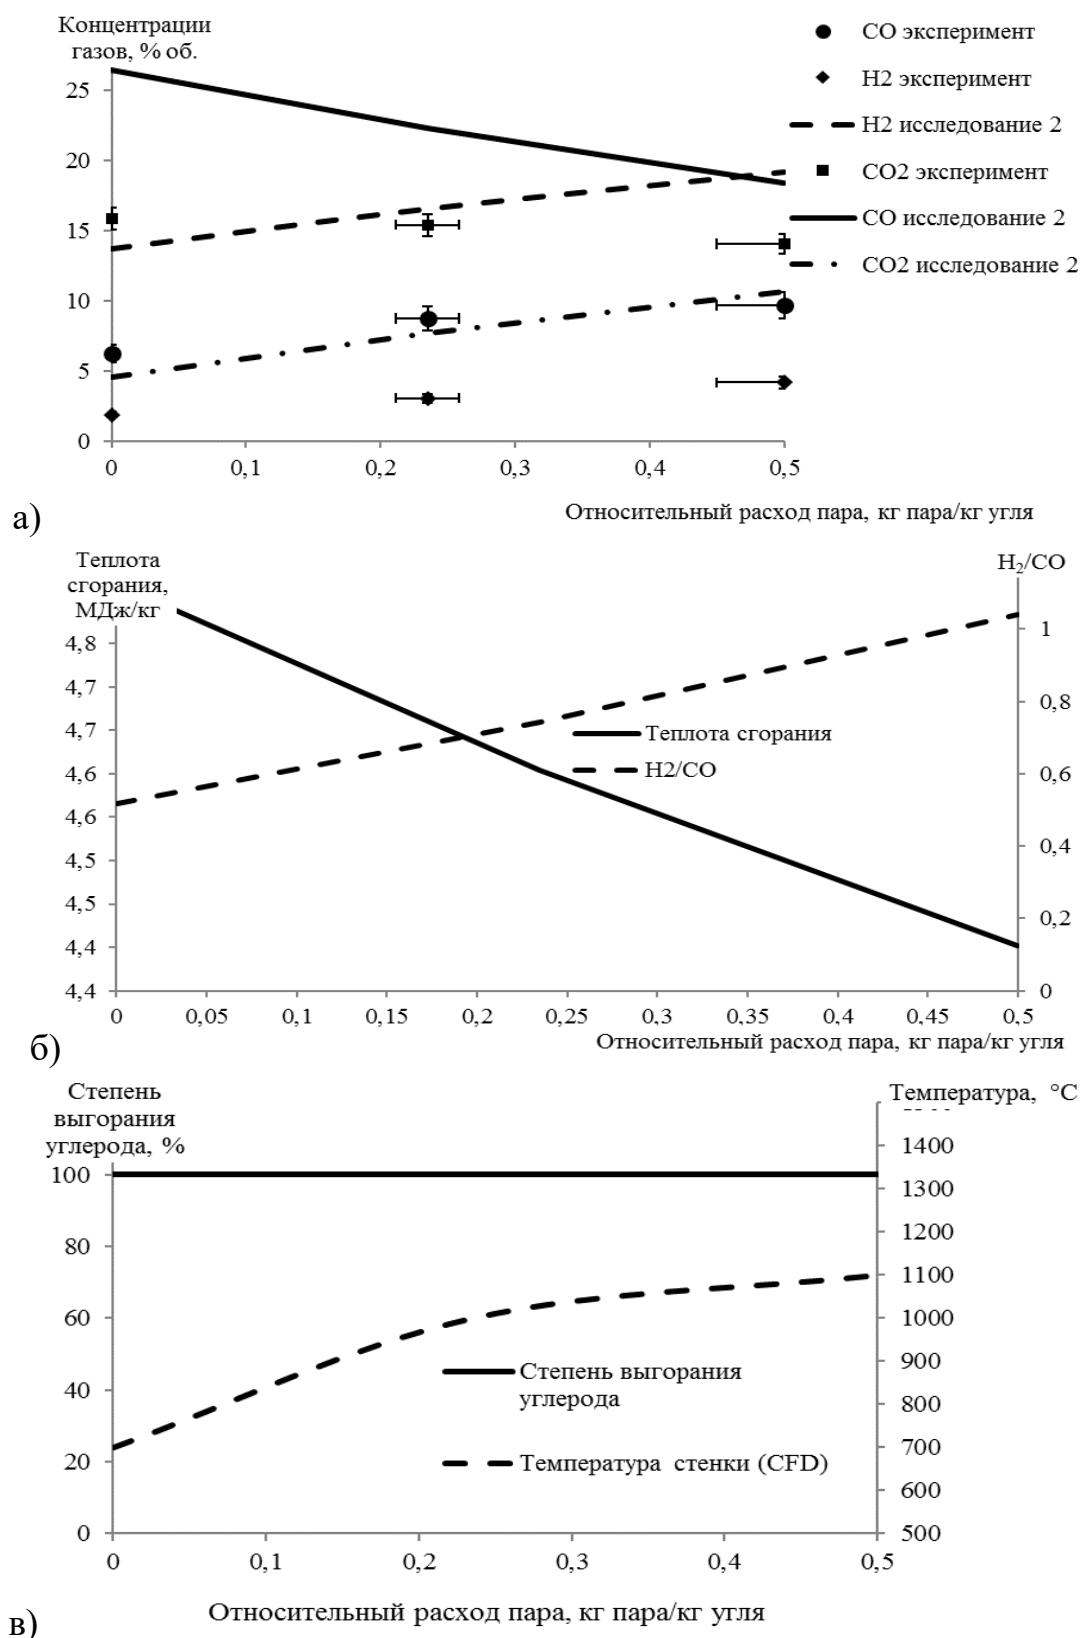 Концентрации
газов, % об.
CO эксперимент
H2 эксперимент
H2 исследование 2
CO2 эксперимент
CO исследование 2
CO2 исследование 2
25
20
15
10
5
0
0 0,1 0,2 0,3 0,4 0,5
Относительный расход пара, кг пара/кг угля
а)
Теплота
сгорания,
МДж/кг
H₂/CO
4,8
4,7
4,7
4,6
4,6
4,5
4,5
4,4
4,4
1
0,8
0,6
0,4
0,2
0
Теплота сгорания
H2/CO
0 0,05 0,1 0,15 0,2 0,25 0,3 0,35 0,4 0,45 0,5
Относительный расход пара, кг пара/кг угля
б)
Степень
выгорания
углерода, %
Температура, °C
100
80
60
40
20
0
1400
1300
1200
1100
1000
900
800
700
600
500
Степень выгорания
углерода
Температура стенки (CFD)
0 0,1 0,2 0,3 0,4 0,5
Относительный расход пара, кг пара/кг угля
в)